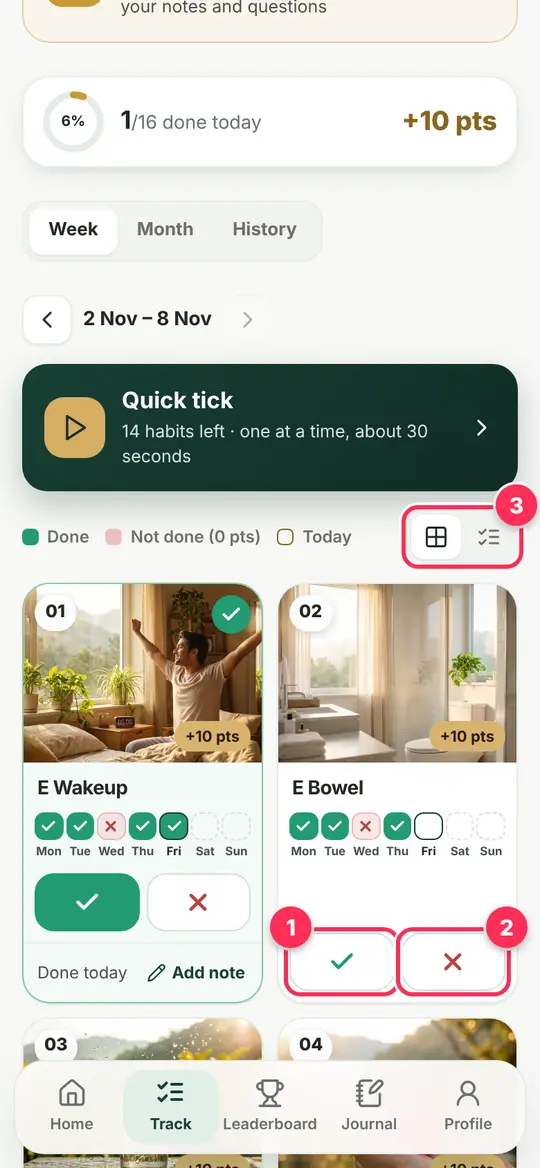 your notes and questions
6%
1/16 done today
+10 pts
Week Month History
2 Nov – 8 Nov
Quick tick
14 habits left · one at a time, about 30
seconds
3
Done Not done (0 pts) Today
01
+10 pts
E Wakeup
Mon Tue Wed Thu Fri Sat Sun
Done today Add note
02
+10 pts
E Bowel
Mon Tue Wed Thu Fri Sat Sun
1
2
03
04
Home Track Leaderboard Journal Profile